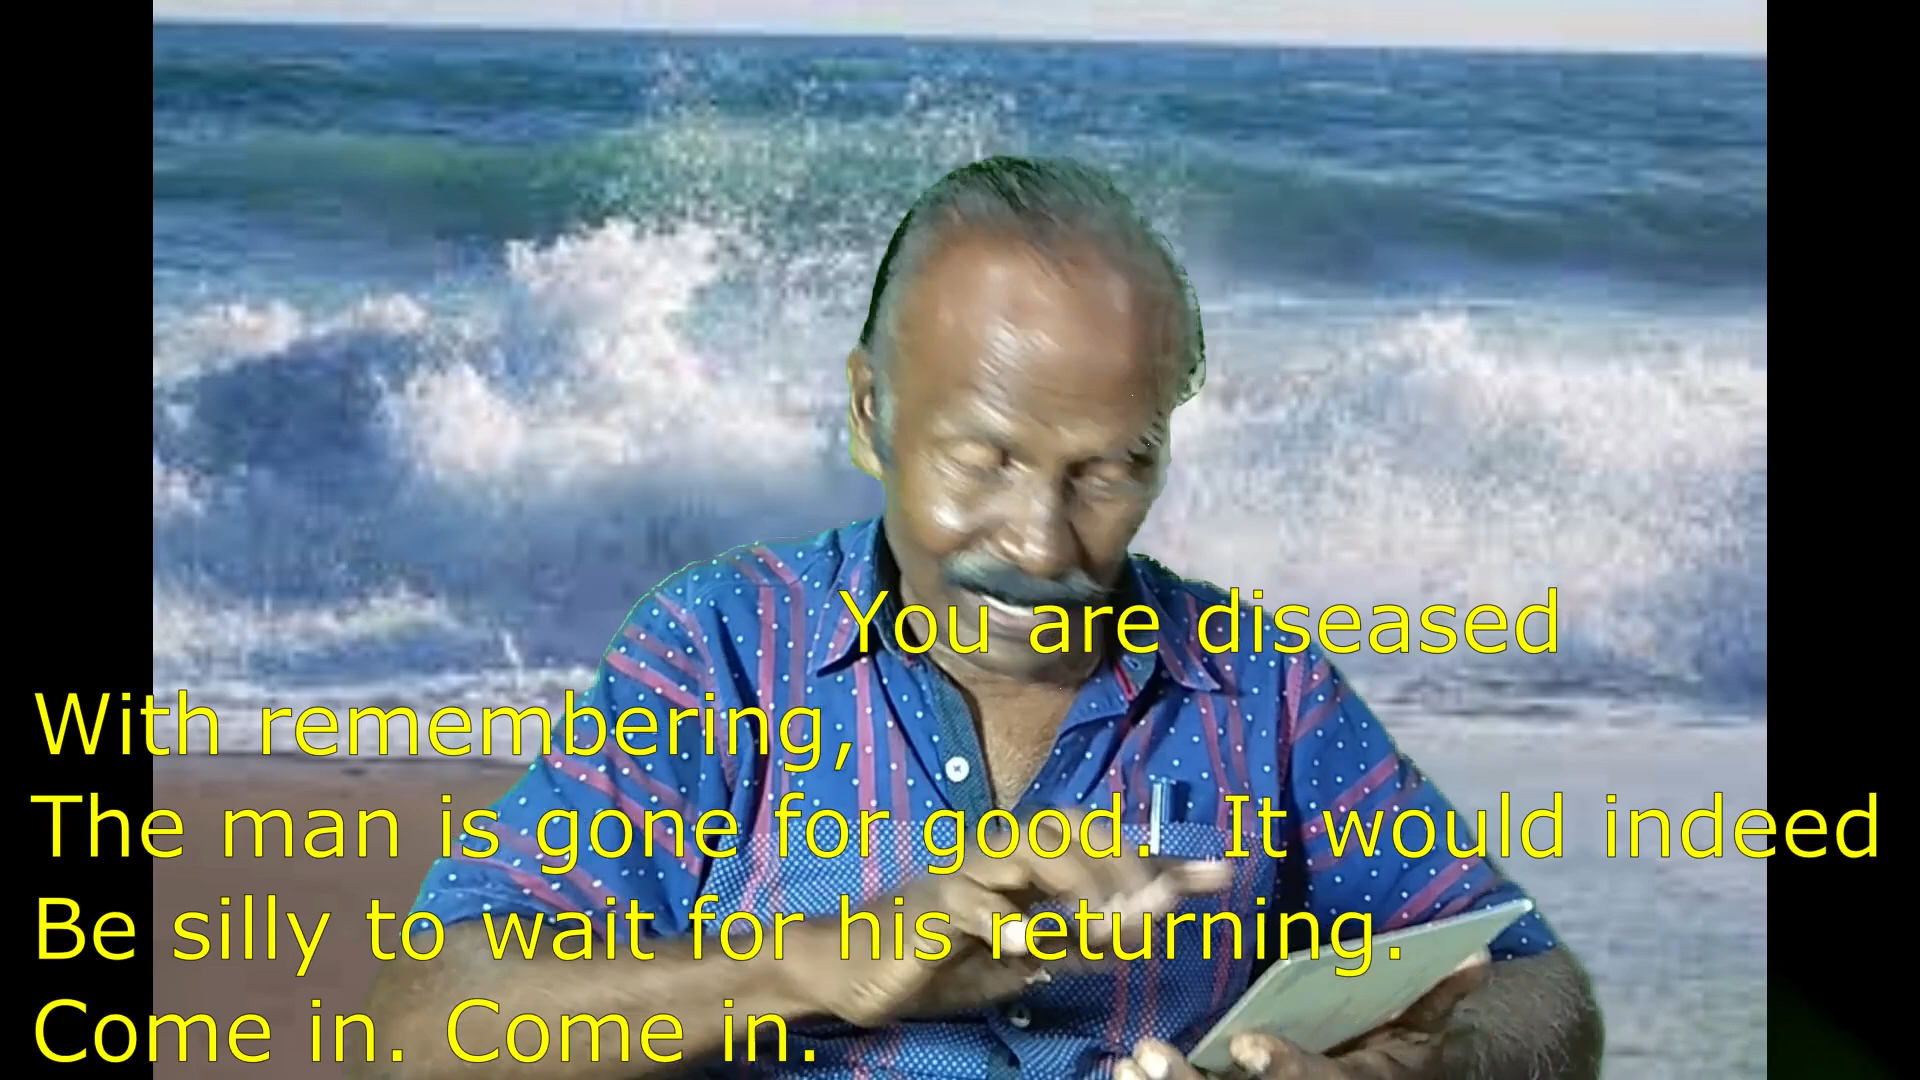 You are diseased
With remembering,
The man is gone for good. It would indeed
Be silly to wait for his returning.
Come in. Come in.